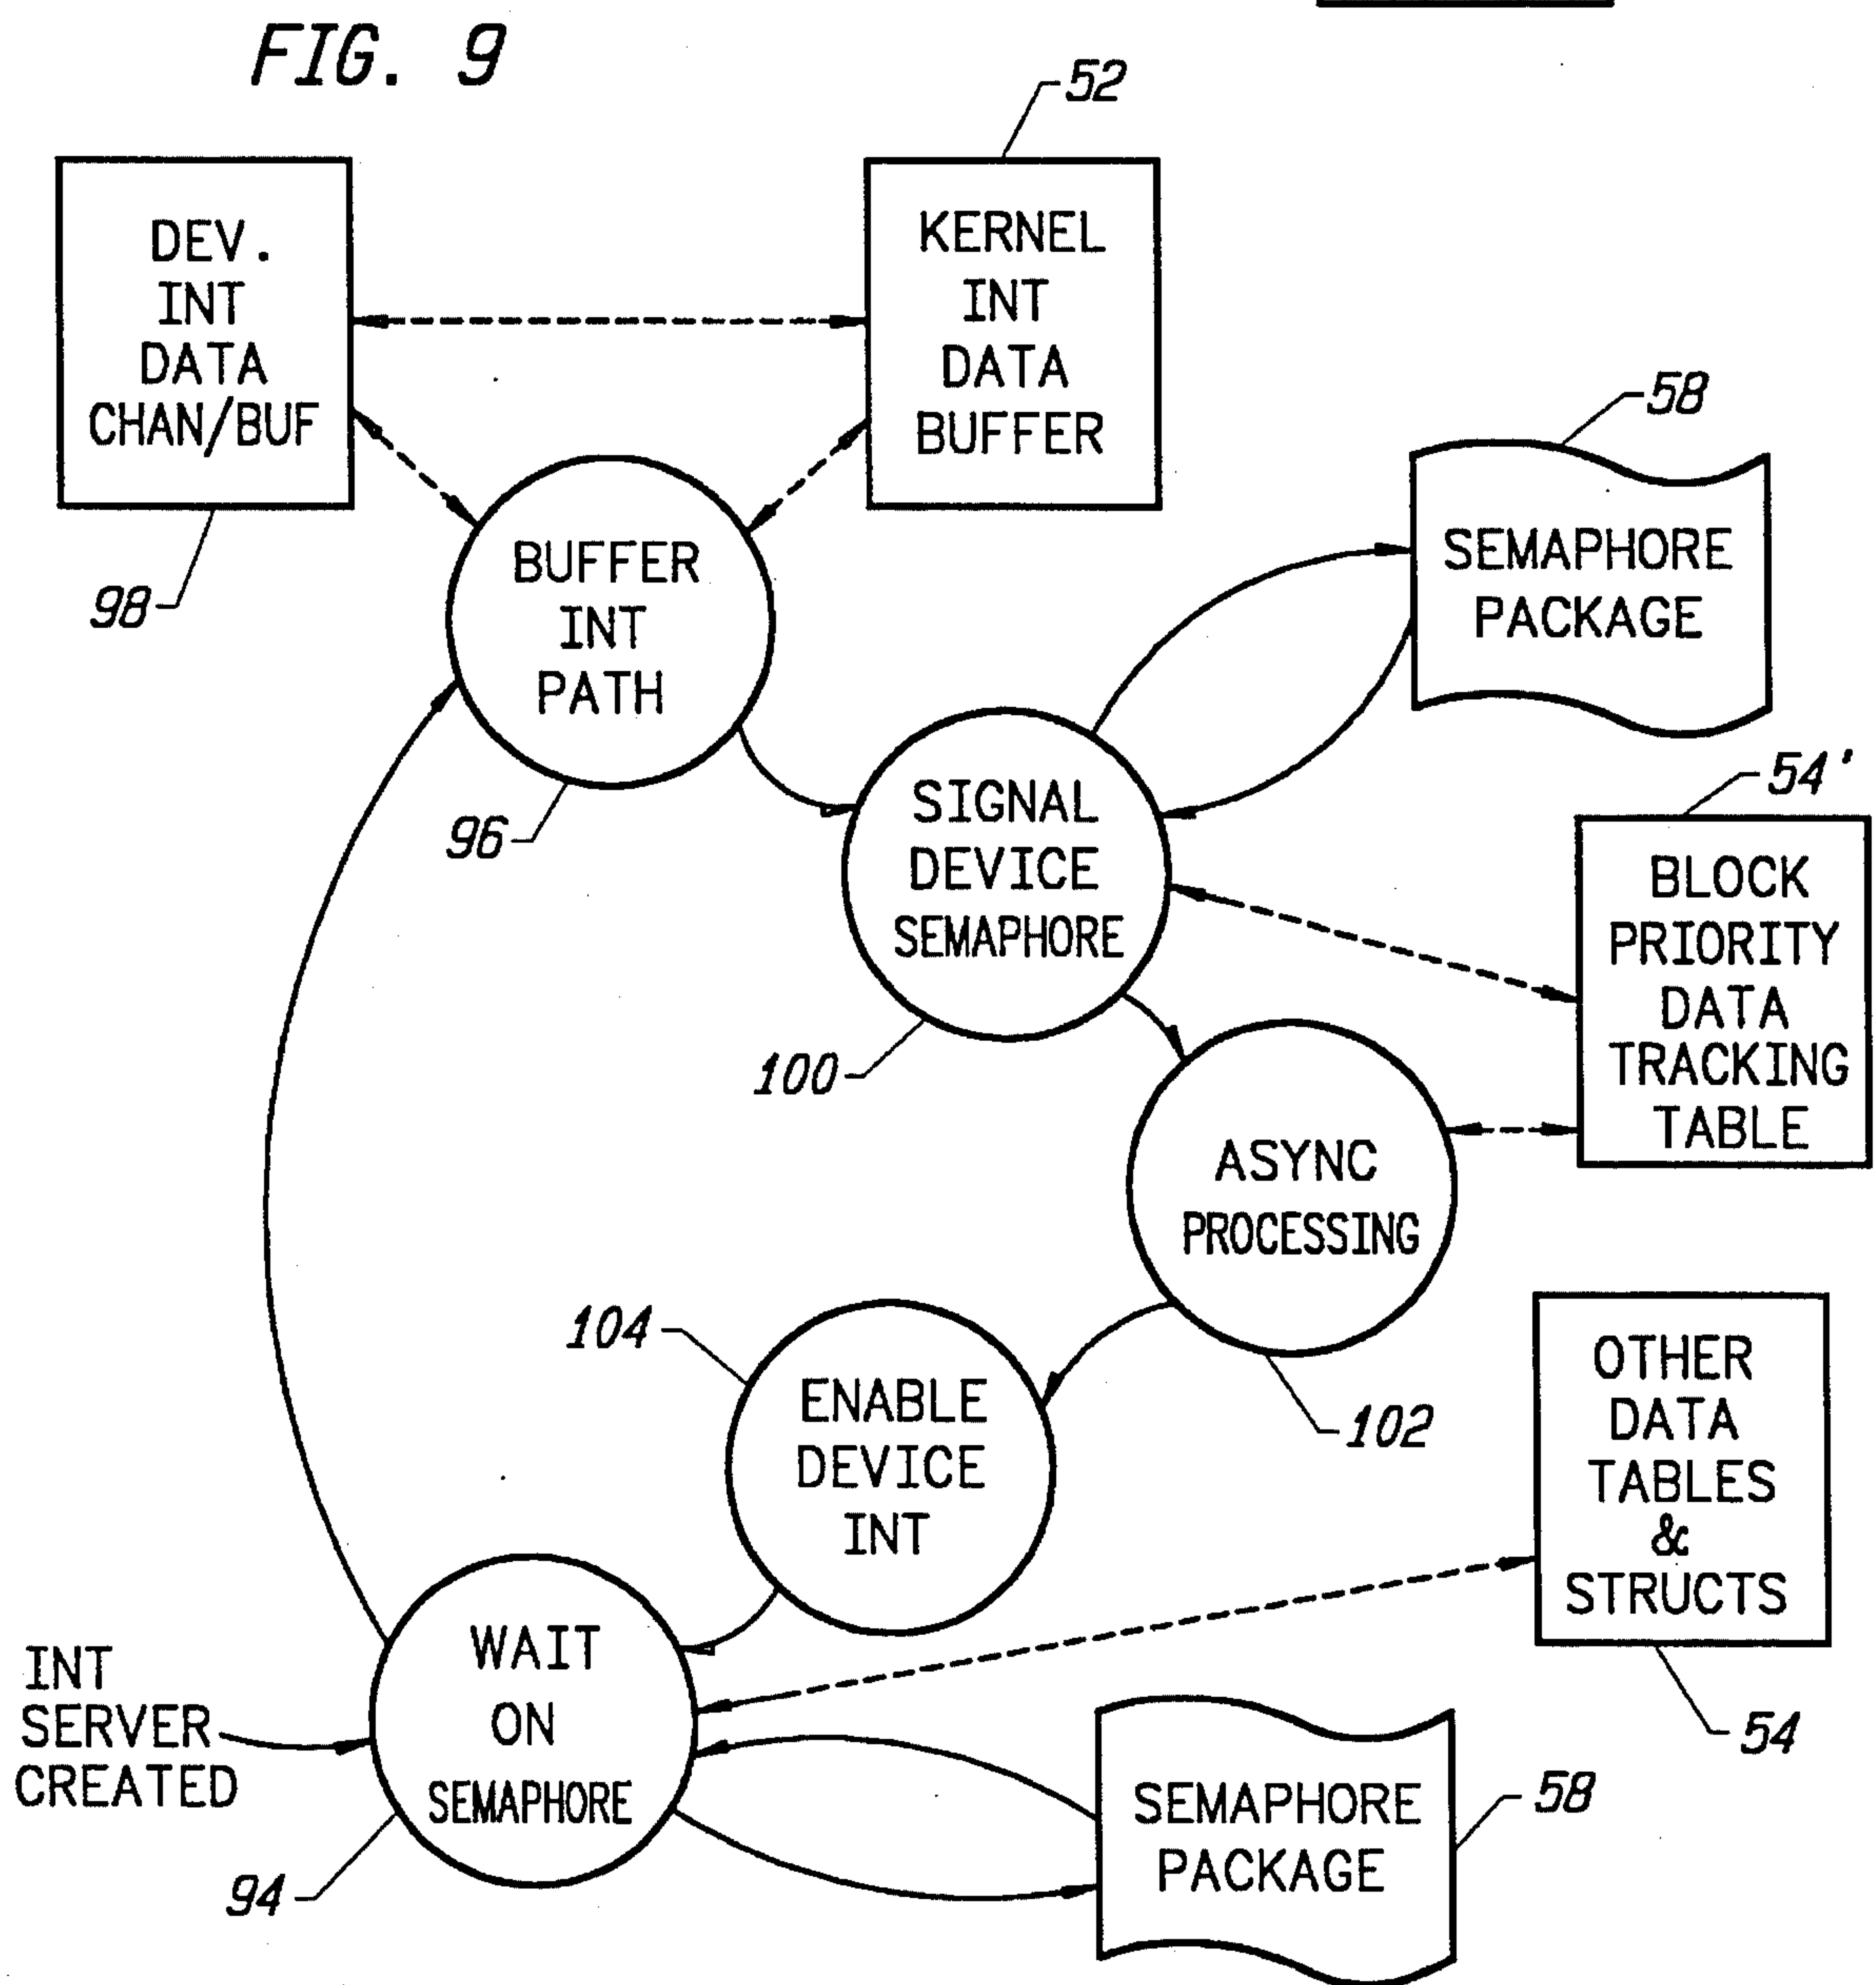 FIG. 9
52
DEV.
INT
DATA
CHAN/BUF
KERNEL
INT
DATA
BUFFER
98
58
SEMAPHORE
PACKAGE
BUFFER
INT
PATH
96
54'
SIGNAL
DEVICE
SEMAPHORE
100
BLOCK
PRIORITY
DATA
TRACKING
TABLE
ASYNC
PROCESSING
102
104
ENABLE
DEVICE
INT
OTHER
DATA
TABLES
&
STRUCTS
54
INT
SERVER
CREATED
WAIT
ON
SEMAPHORE
94
SEMAPHORE
PACKAGE
58